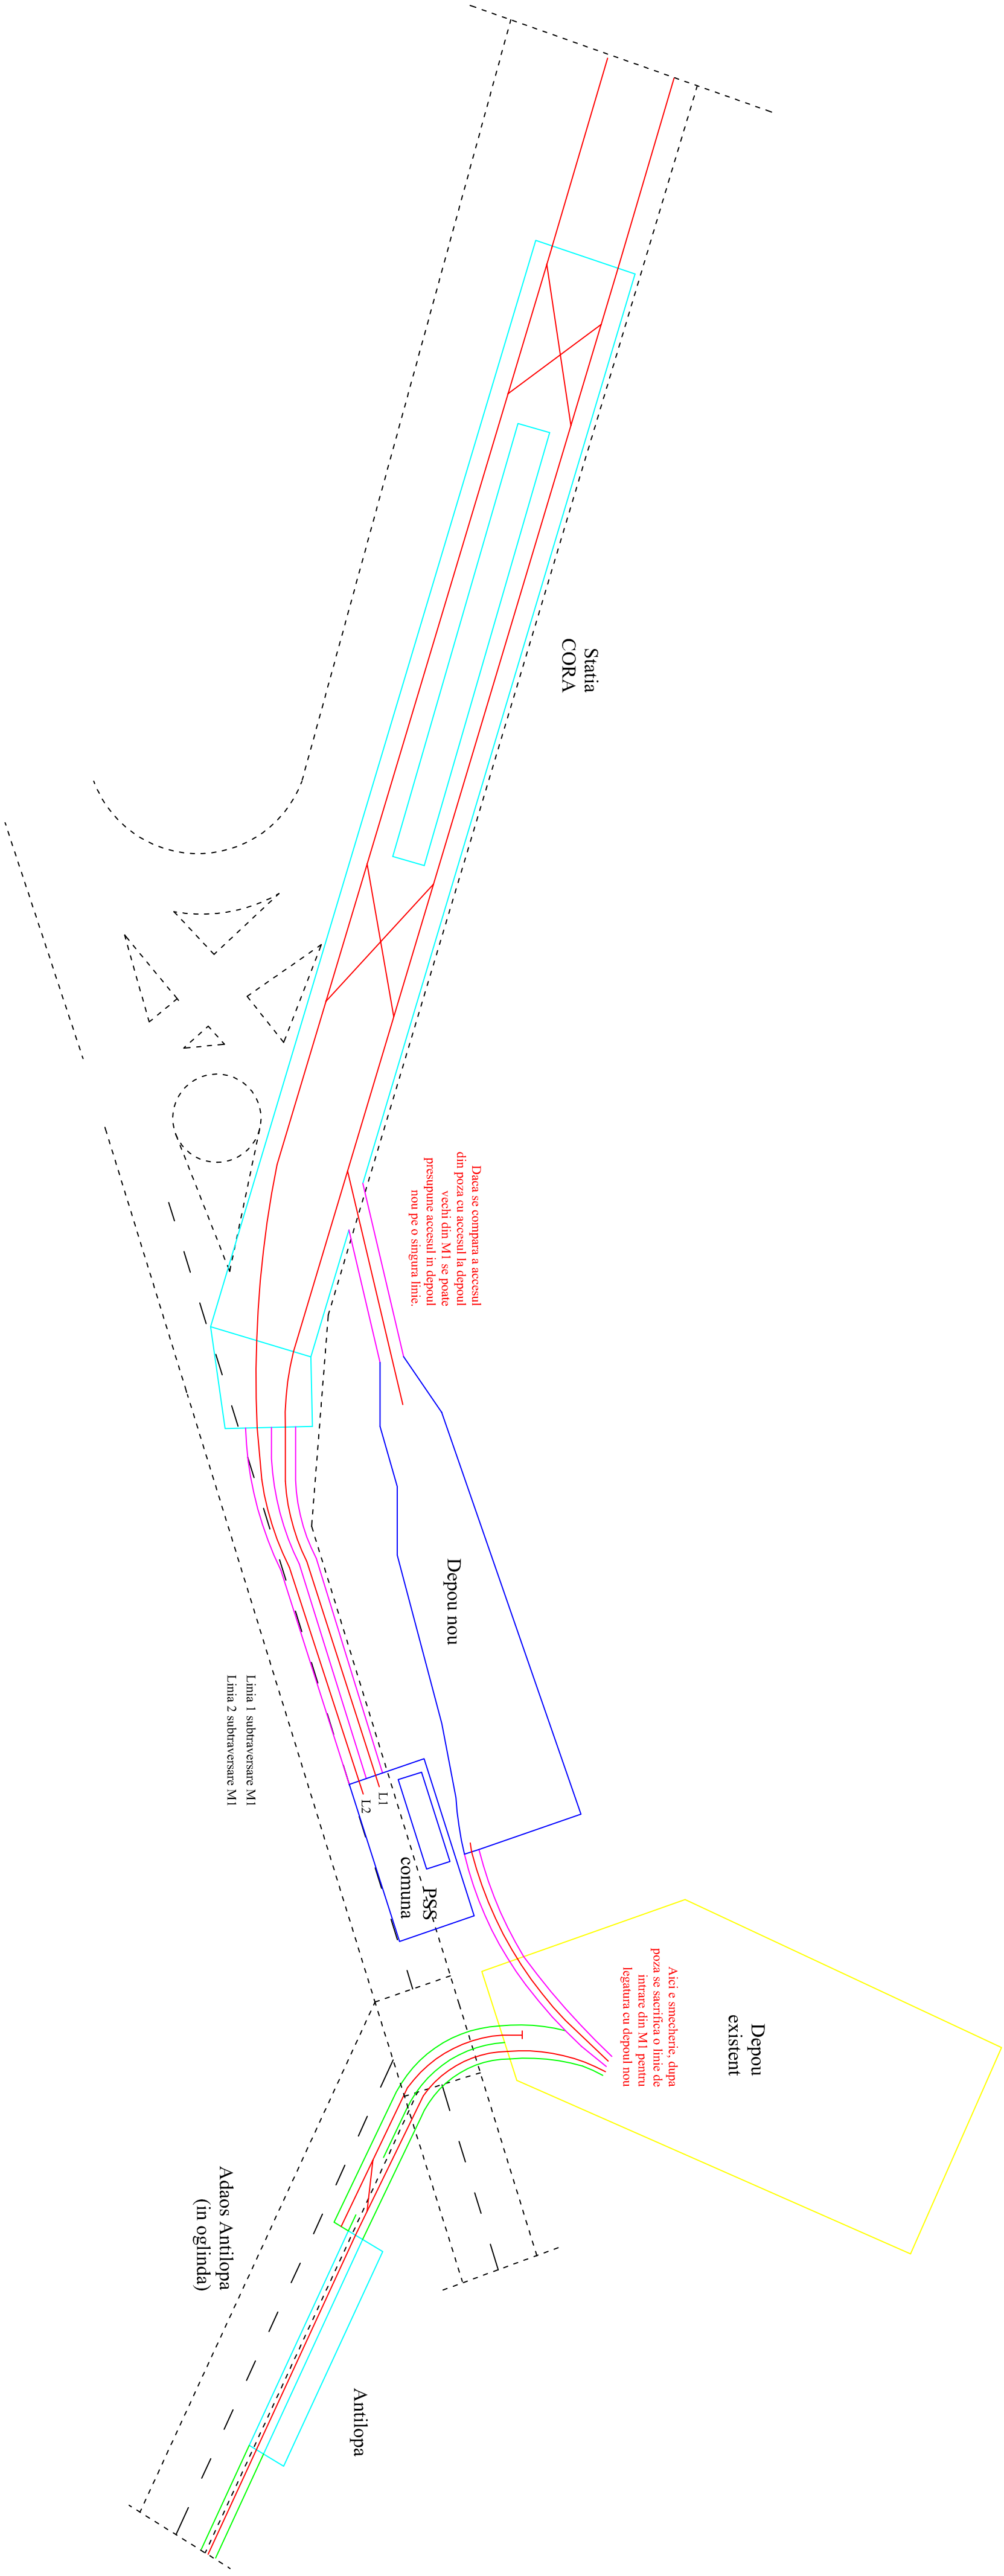 Statia
CORA
Daca se compara a accesul
din poza cu accesul la depoul
vechi din M1 se poate
presupune accesul in depoul
nou pe o singura linie.
Depou nou
Linia 1 subtraversare M1
Linia 2 subtraversare M1
L1
L2
PSS
comuna
Aici e smecherie, dupa
poza se sacrifica o linie de
intrare din M1 pentru
legatura cu depoul nou
Depou
existent
Adaos Antilopa
(in oglinda)
Antilopa